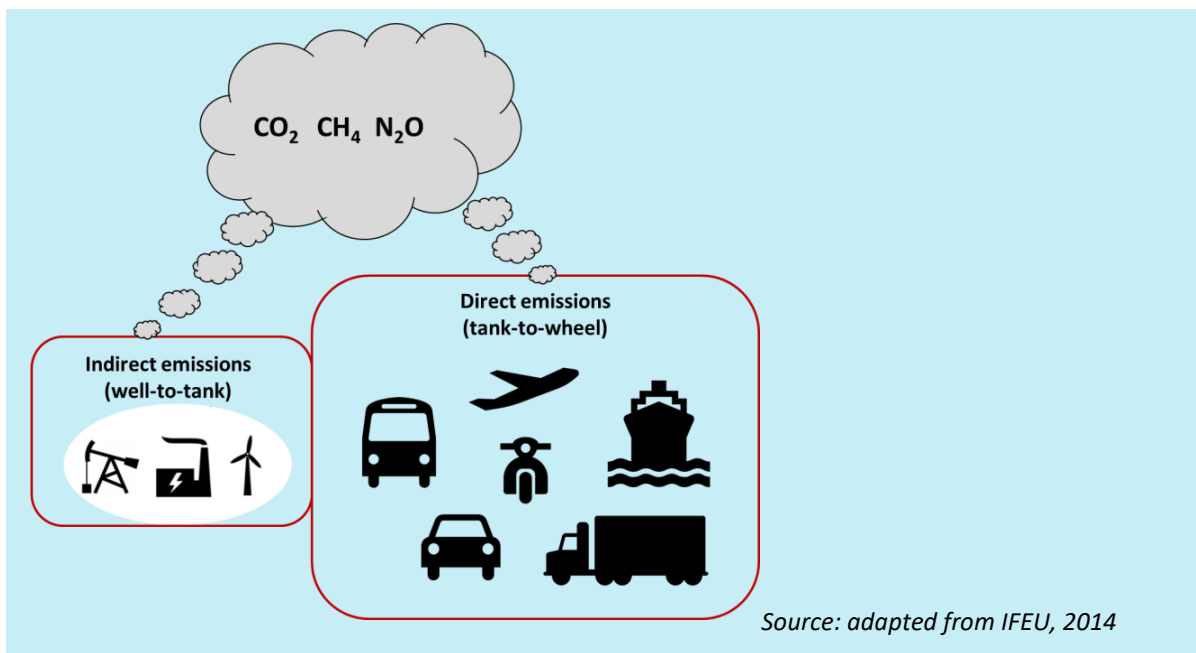 CO₂ CH₄ N₂O
Direct emissions
(tank-to-wheel)
Indirect emissions
(well-to-tank)
Source: adapted from IFEU, 2014